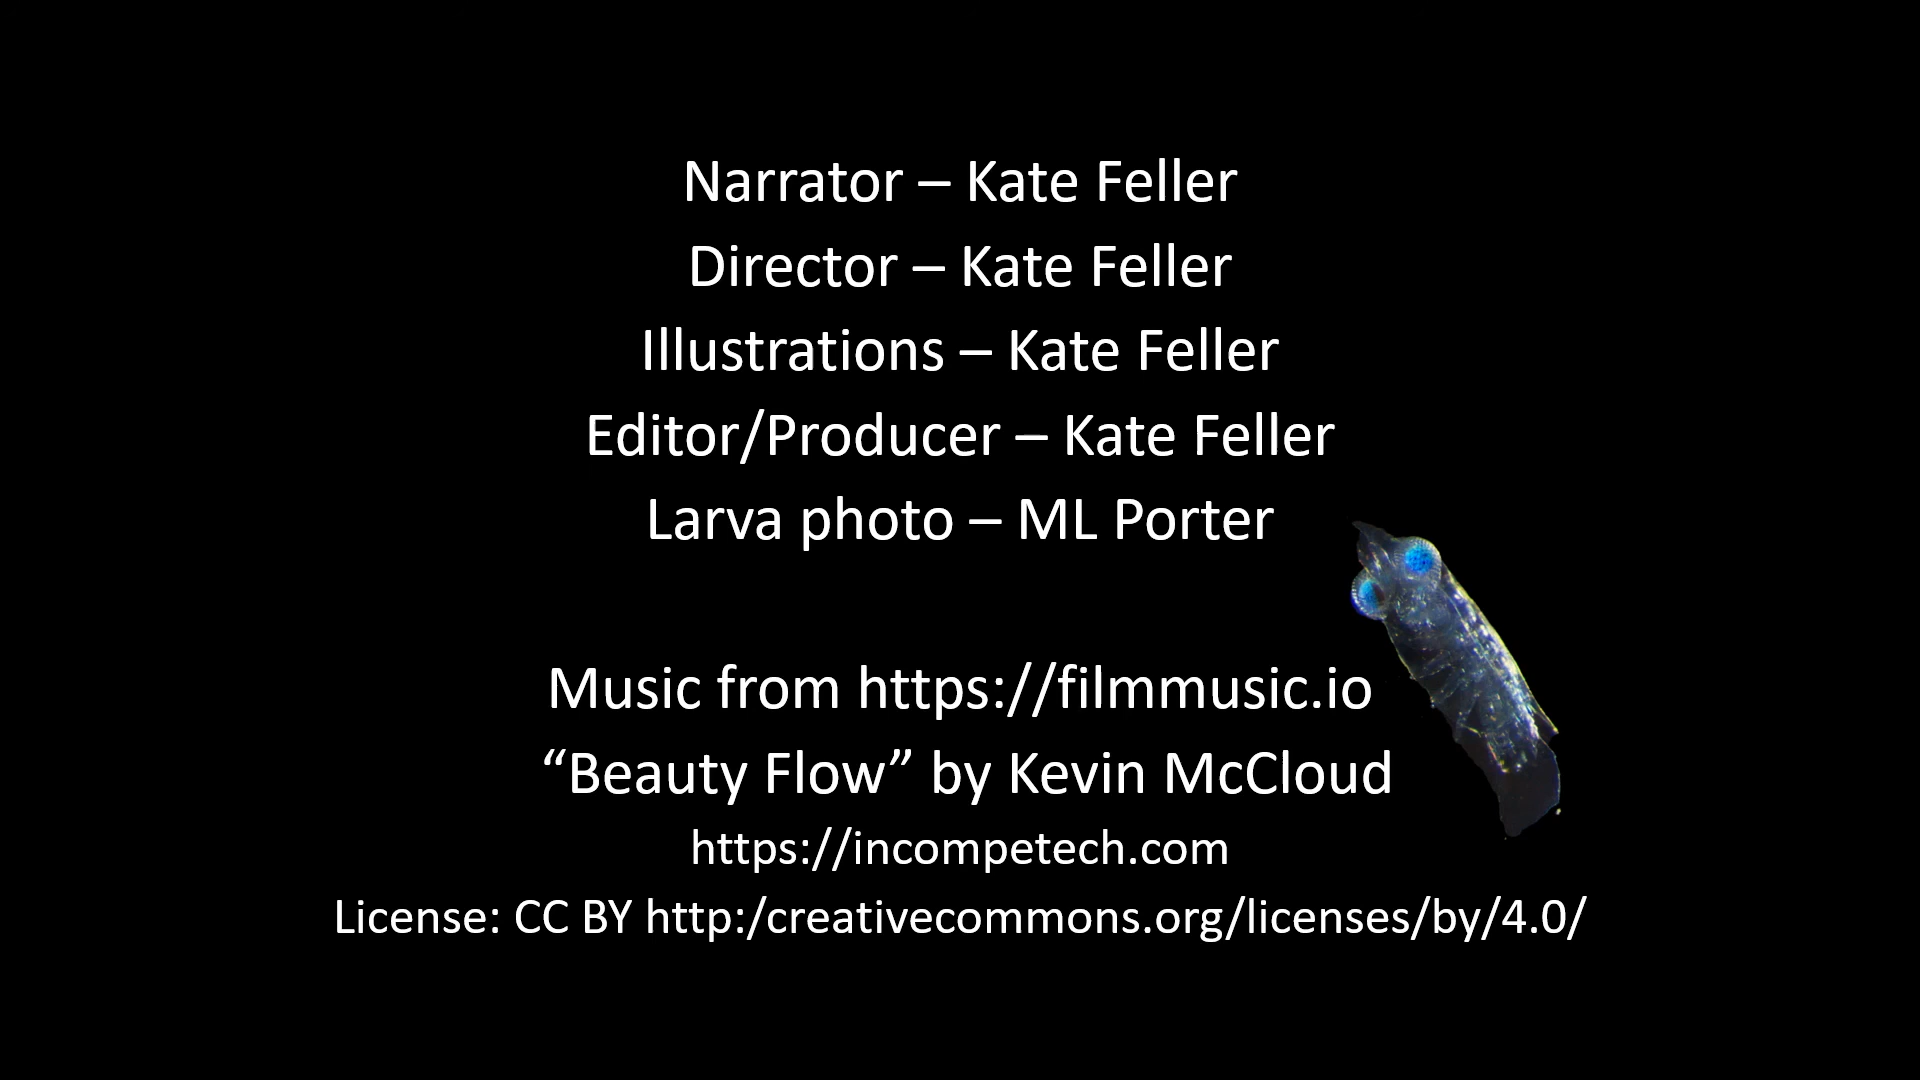 Narrator – Kate Feller
Director – Kate Feller
Illustrations – Kate Feller
Editor/Producer – Kate Feller
Larva photo – ML Porter
Music from https://filmmusic.io
“Beauty Flow” by Kevin McCloud
https://incompetech.com
License: CC BY http:/creativecommons.org/licenses/by/4.0/